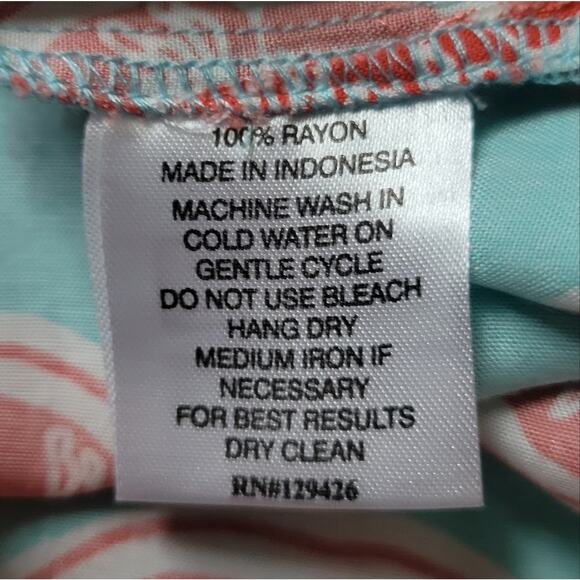 100% RAYON
MADE IN INDONESIA
MACHINE WASH IN
COLD WATER ON
GENTLE CYCLE
DO NOT USE BLEACH
HANG DRY
MEDIUM IRON IF
NECESSARY
FOR BEST RESULTS
DRY CLEAN
RN#129426